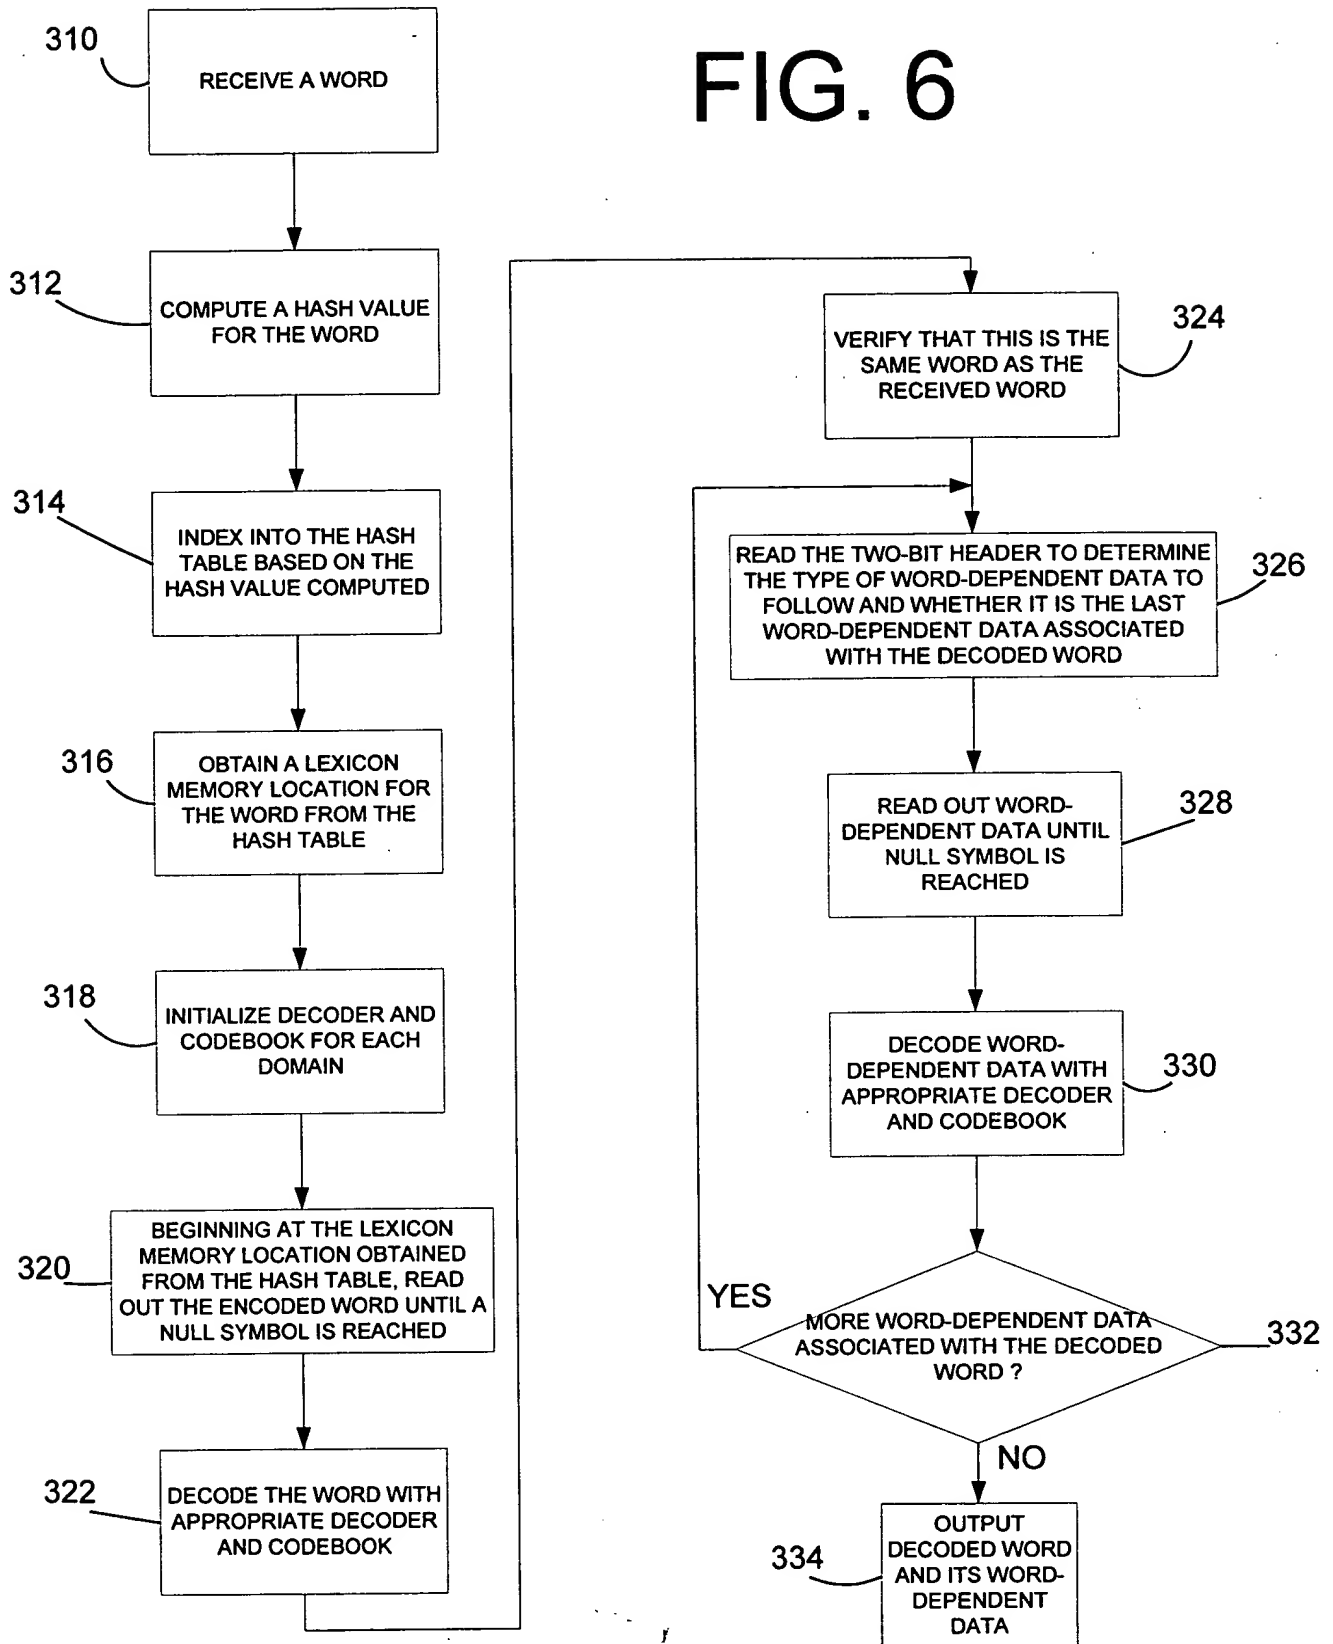 FIG. 6
310
RECEIVE A WORD
312
COMPUTE A HASH VALUE
FOR THE WORD
314
INDEX INTO THE HASH
TABLE BASED ON THE
HASH VALUE COMPUTED
316
OBTAIN A LEXICON
MEMORY LOCATION FOR
THE WORD FROM THE
HASH TABLE
318
INITIALIZE DECODER AND
CODEBOOK FOR EACH
DOMAIN
320
BEGINNING AT THE LEXICON
MEMORY LOCATION OBTAINED
FROM THE HASH TABLE, READ
OUT THE ENCODED WORD UNTIL A
NULL SYMBOL IS REACHED
322
DECODE THE WORD WITH
APPROPRIATE DECODER
AND CODEBOOK
324
VERIFY THAT THIS IS THE
SAME WORD AS THE
RECEIVED WORD
326
READ THE TWO-BIT HEADER TO DETERMINE
THE TYPE OF WORD-DEPENDENT DATA TO
FOLLOW AND WHETHER IT IS THE LAST
WORD-DEPENDENT DATA ASSOCIATED
WITH THE DECODED WORD
328
READ OUT WORD-
DEPENDENT DATA UNTIL
NULL SYMBOL IS
REACHED
330
DECODE WORD-
DEPENDENT DATA WITH
APPROPRIATE DECODER
AND CODEBOOK
YES
MORE WORD-DEPENDENT DATA
ASSOCIATED WITH THE DECODED
WORD ?
332
NO
334
OUTPUT
DECODED WORD
AND ITS WORD-
DEPENDENT
DATA